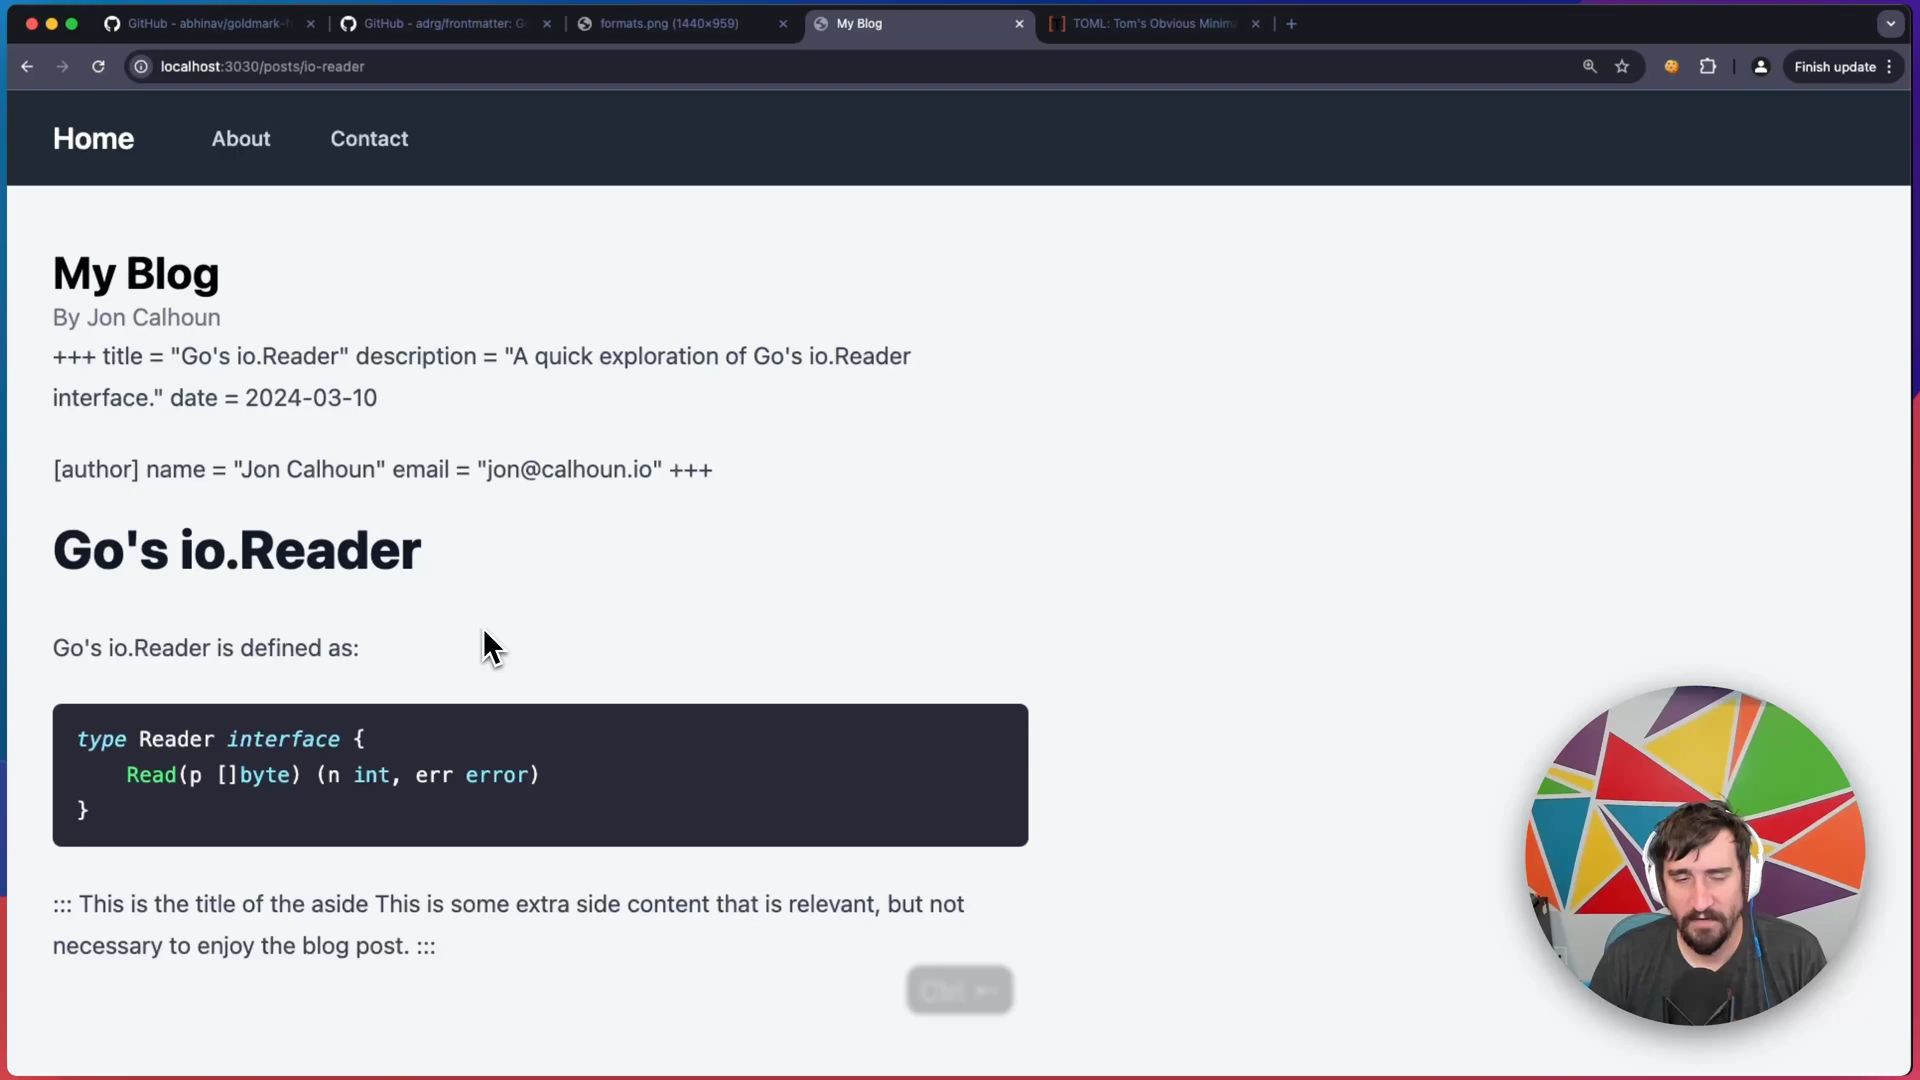 GitHub - abhinav/goldmark-
GitHub - adrg/frontmatter: G
formats.png (1440×959)
My Blog
TOML: Tom's Obvious Minim
localhost:3030/posts/io-reader
Finish update
Home
About
Contact
My Blog
By Jon Calhoun
+++ title = "Go's io.Reader" description = "A quick exploration of Go's io.Reader
interface." date = 2024-03-10
[author] name = "Jon Calhoun" email = "jon@calhoun.io" +++
Go's io.Reader
Go's io.Reader is defined as:
type Reader interface {
Read(p []byte) (n int, err error)
}
::: This is the title of the aside This is some extra side content that is relevant, but not
necessary to enjoy the blog post. :::
Ctrl